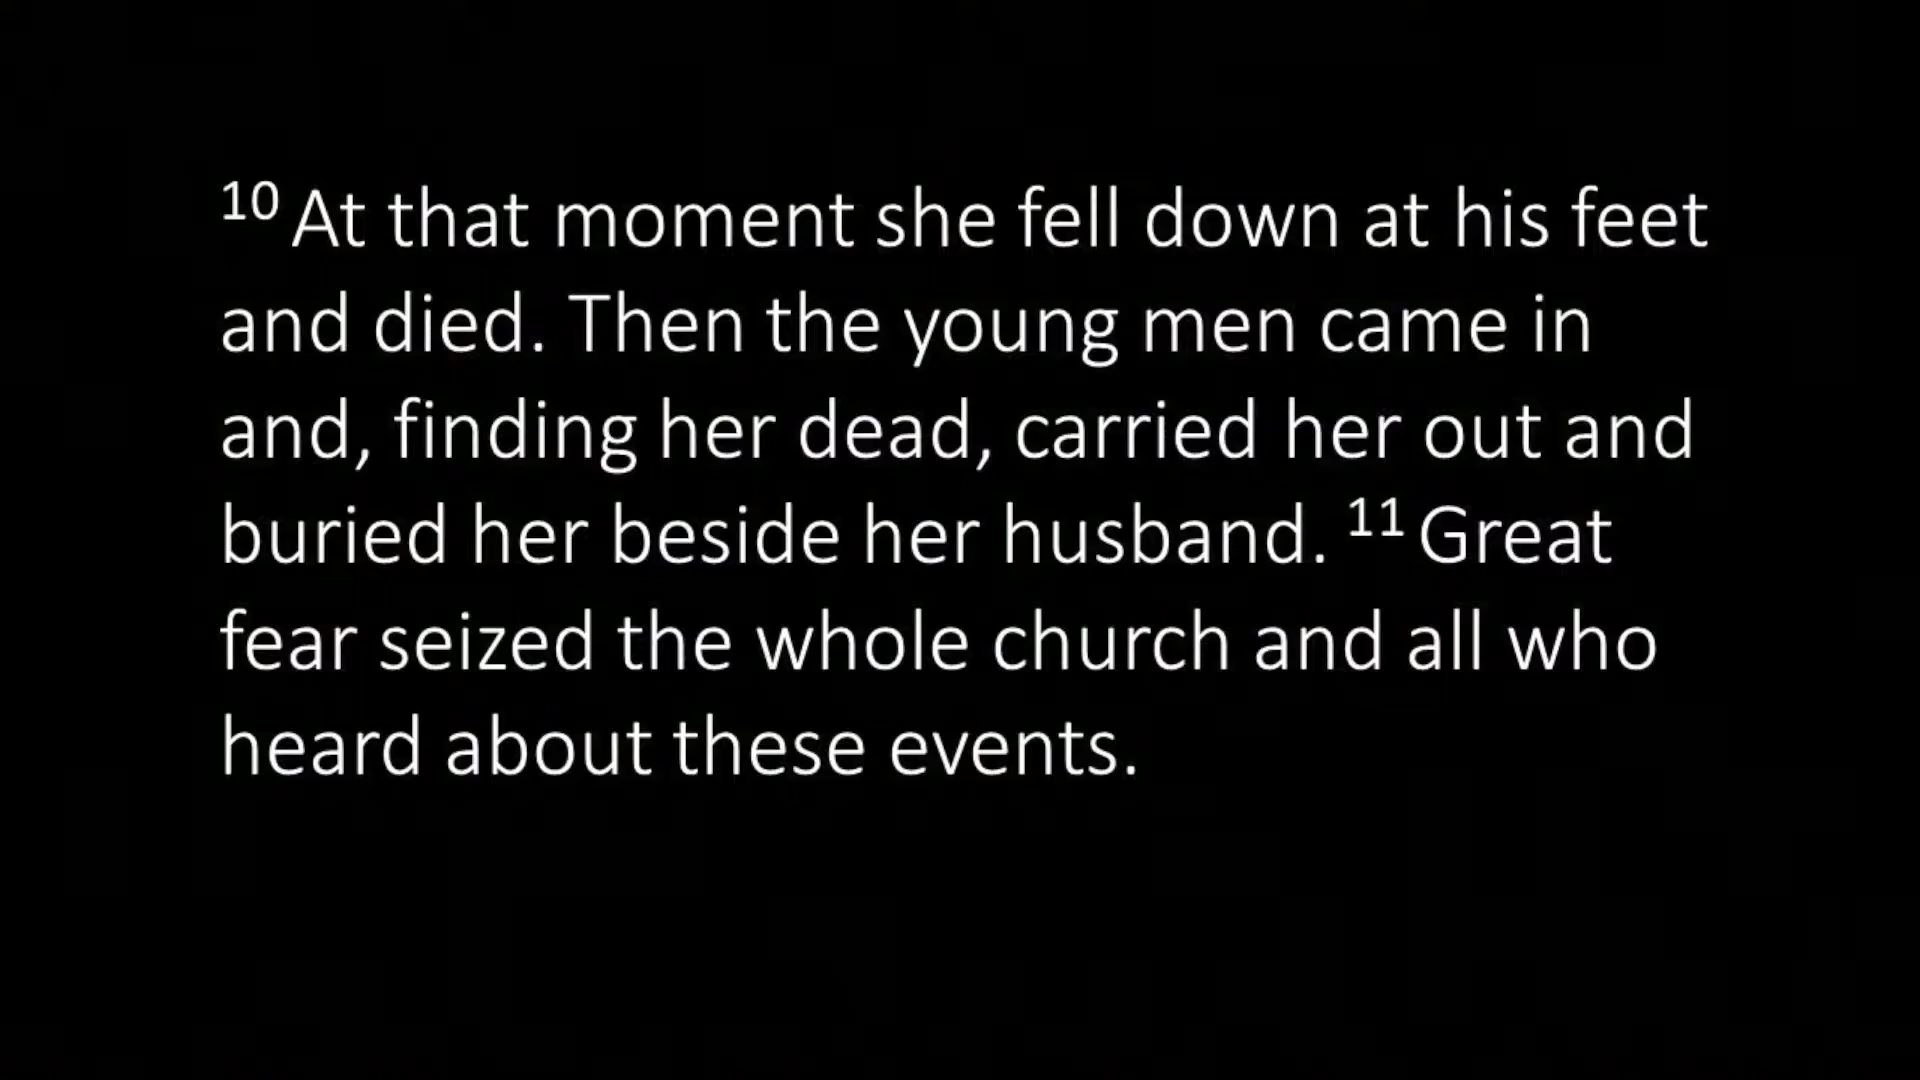 10 At that moment she fell down at his feet
and died. Then the young men came in
and, finding her dead, carried her out and
buried her beside her husband. 11 Great
fear seized the whole church and all who
heard about these events.